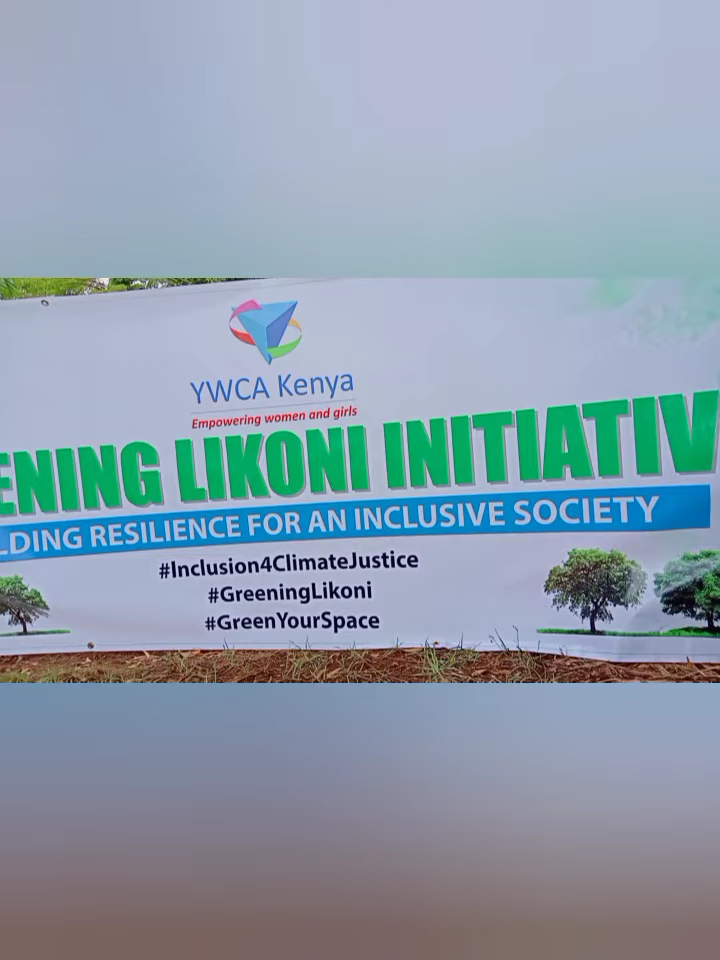 YWCA Kenya
Empowering women and girls
ENING LIKONI INITIATIV
LDING RESILIENCE FOR AN INCLUSIVE SOCIETY
#Inclusion4ClimateJustice
#GreeningLikoni
#GreenYourSpace